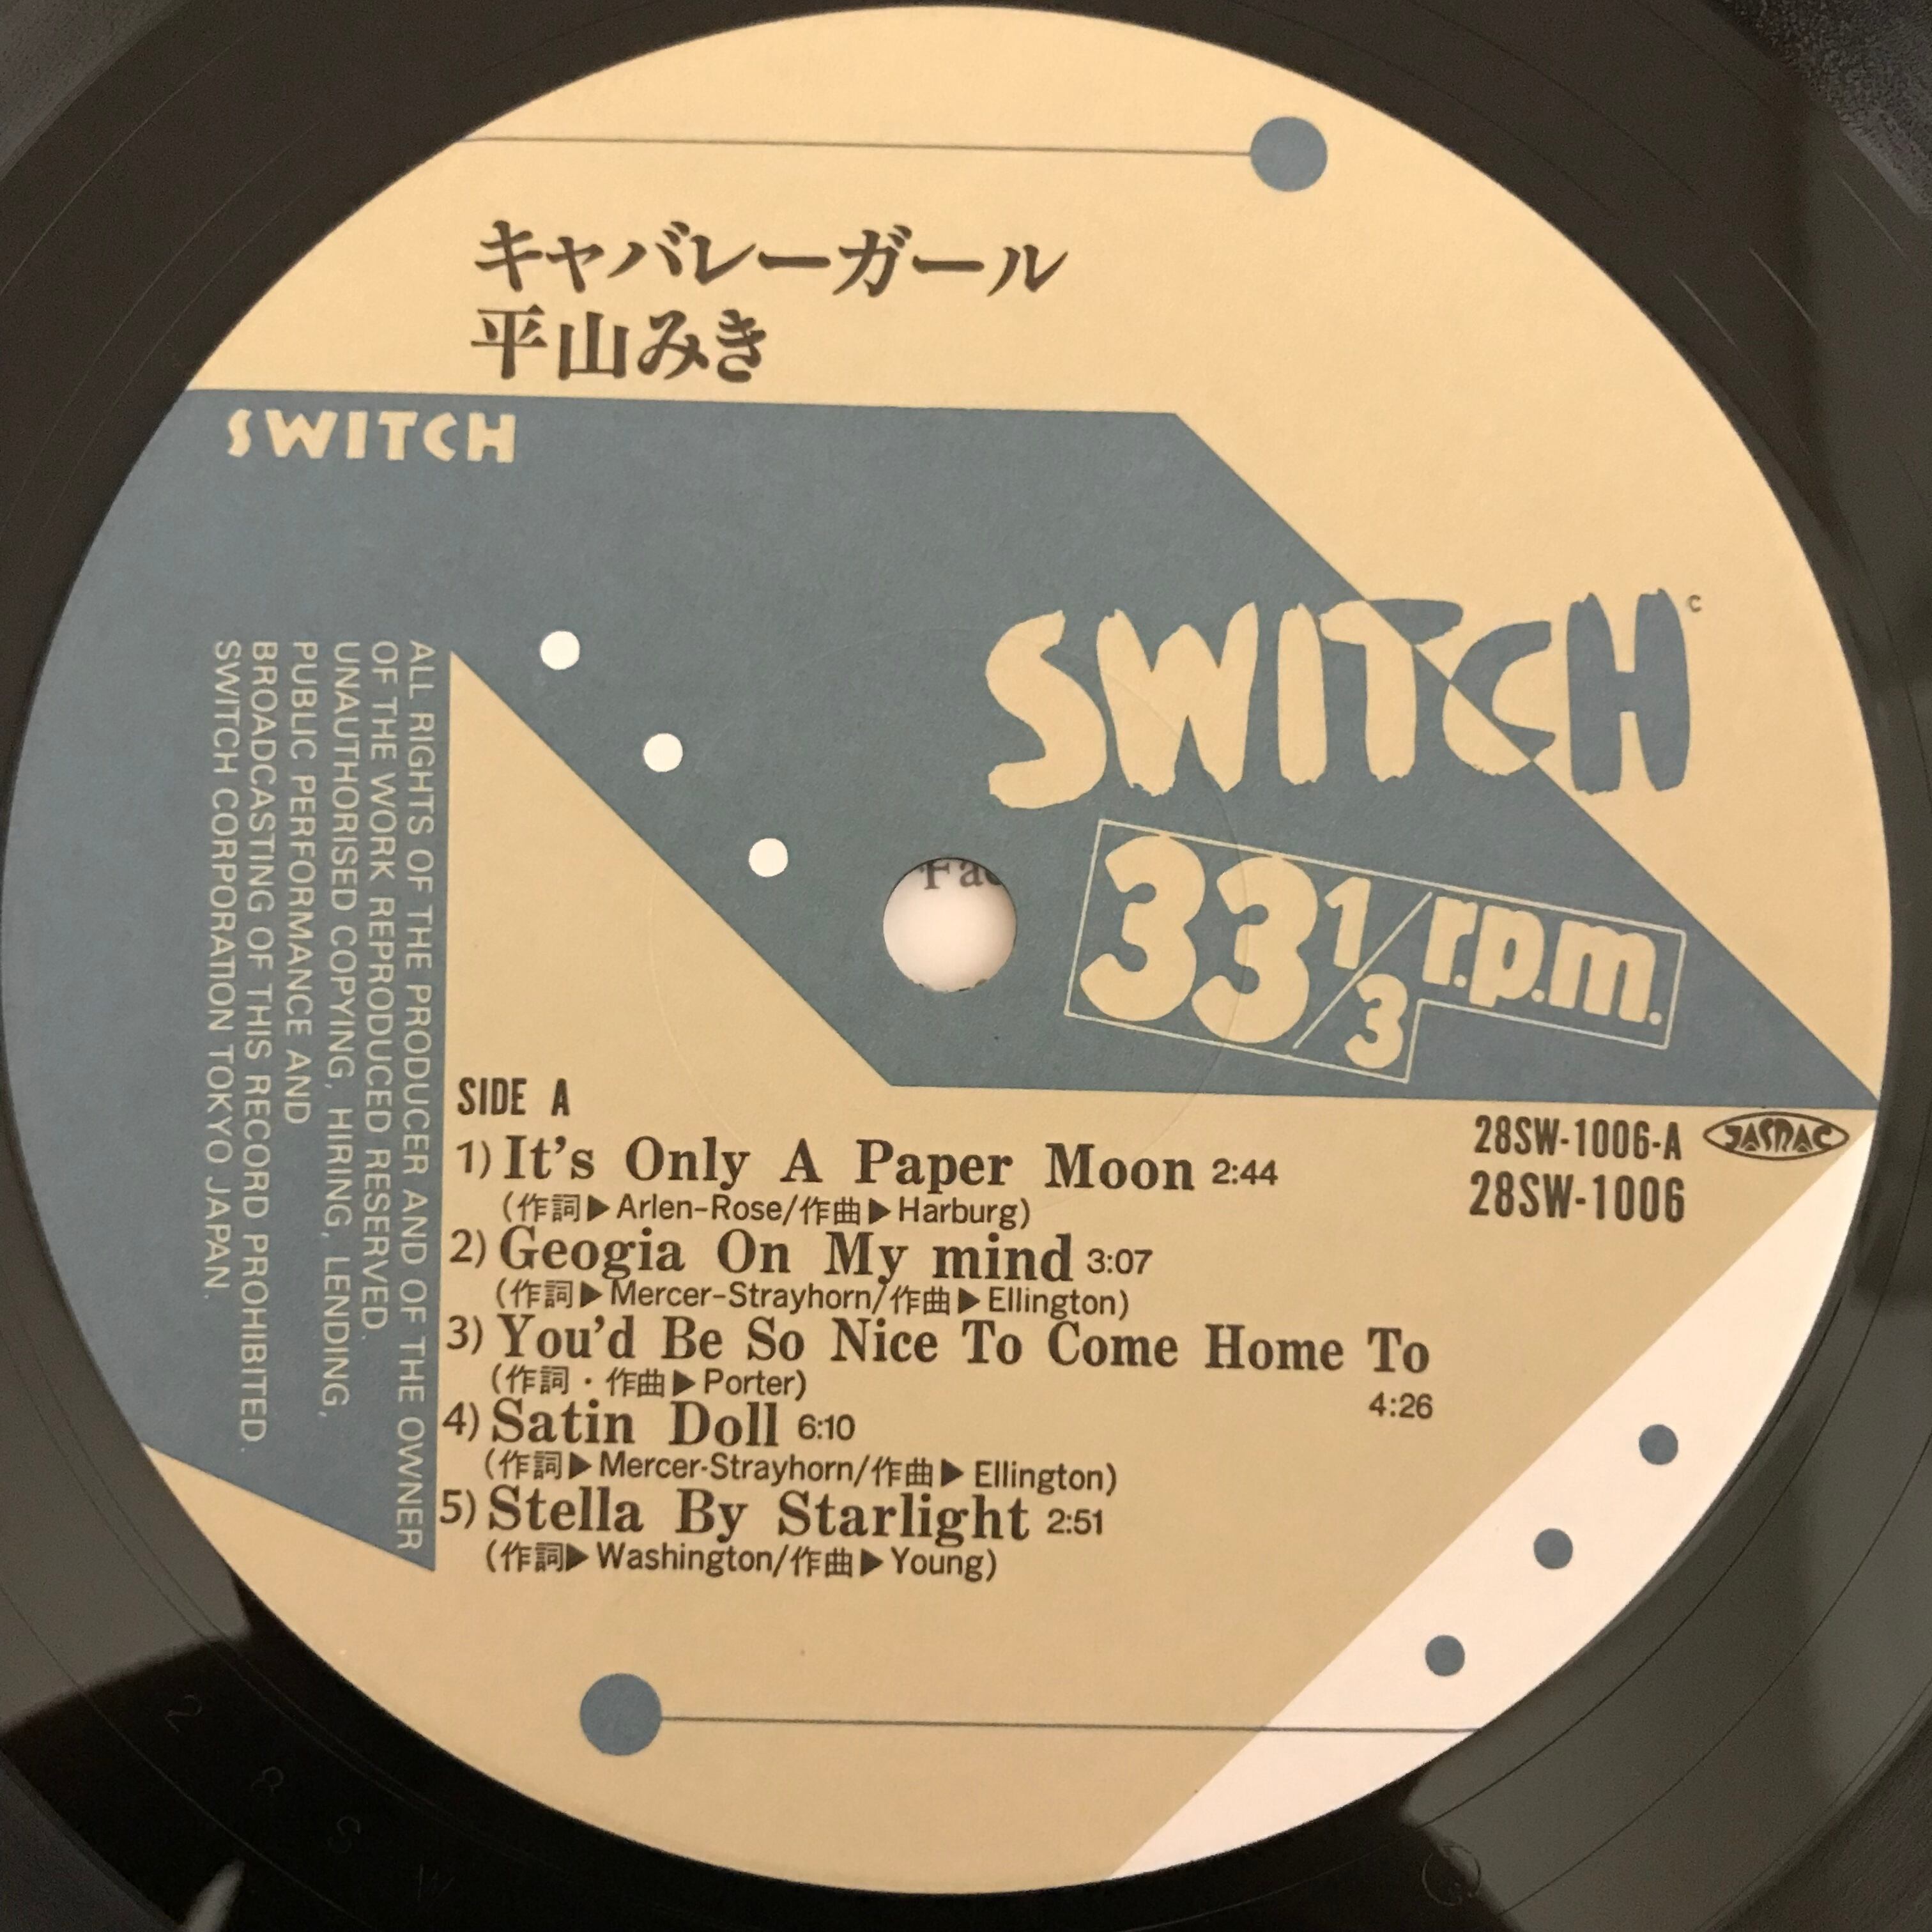 キャバレーガール
平山みき
SWITCH
SWITCH
C
33 1/3 r.p.m.
ALL RIGHTS OF THE PRODUCER AND OF THE OWNER
OF THE WORK REPRODUCED RESERVED.
UNAUTHORISED COPYING, HIRING, LENDING,
PUBLIC PERFORMANCE AND
BROADCASTING OF THIS RECORD PROHIBITED.
SWITCH CORPORATION TOKYO JAPAN.
SIDE A
28SW-1006-A JASRAC
28SW-1006
1) It's Only A Paper Moon 2:44
(作詞▶Arlen-Rose/作曲▶Harburg)
2) Geogia On My mind 3:07
(作詞▶Mercer-Strayhorn/作曲▶Ellington)
3) You'd Be So Nice To Come Home To
(作詞・作曲▶Porter) 4:26
4) Satin Doll 6:10
(作詞▶Mercer-Strayhorn/作曲▶Ellington)
5) Stella By Starlight 2:51
(作詞▶Washington/作曲▶Young)
2 8 S W